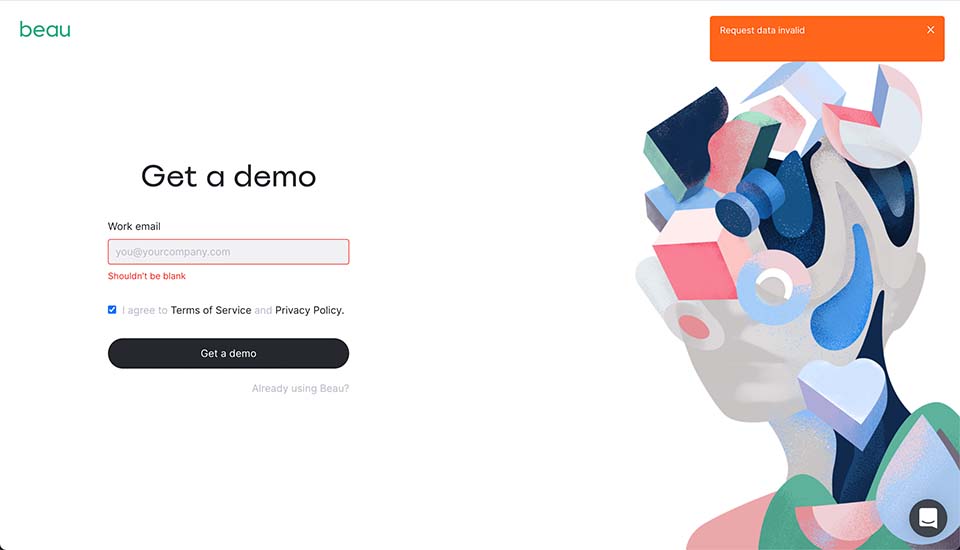 beau
Request data invalid
Get a demo
Work email
you@yourcompany.com
Shouldn't be blank
I agree to Terms of Service and Privacy Policy.
Get a demo
Already using Beau?